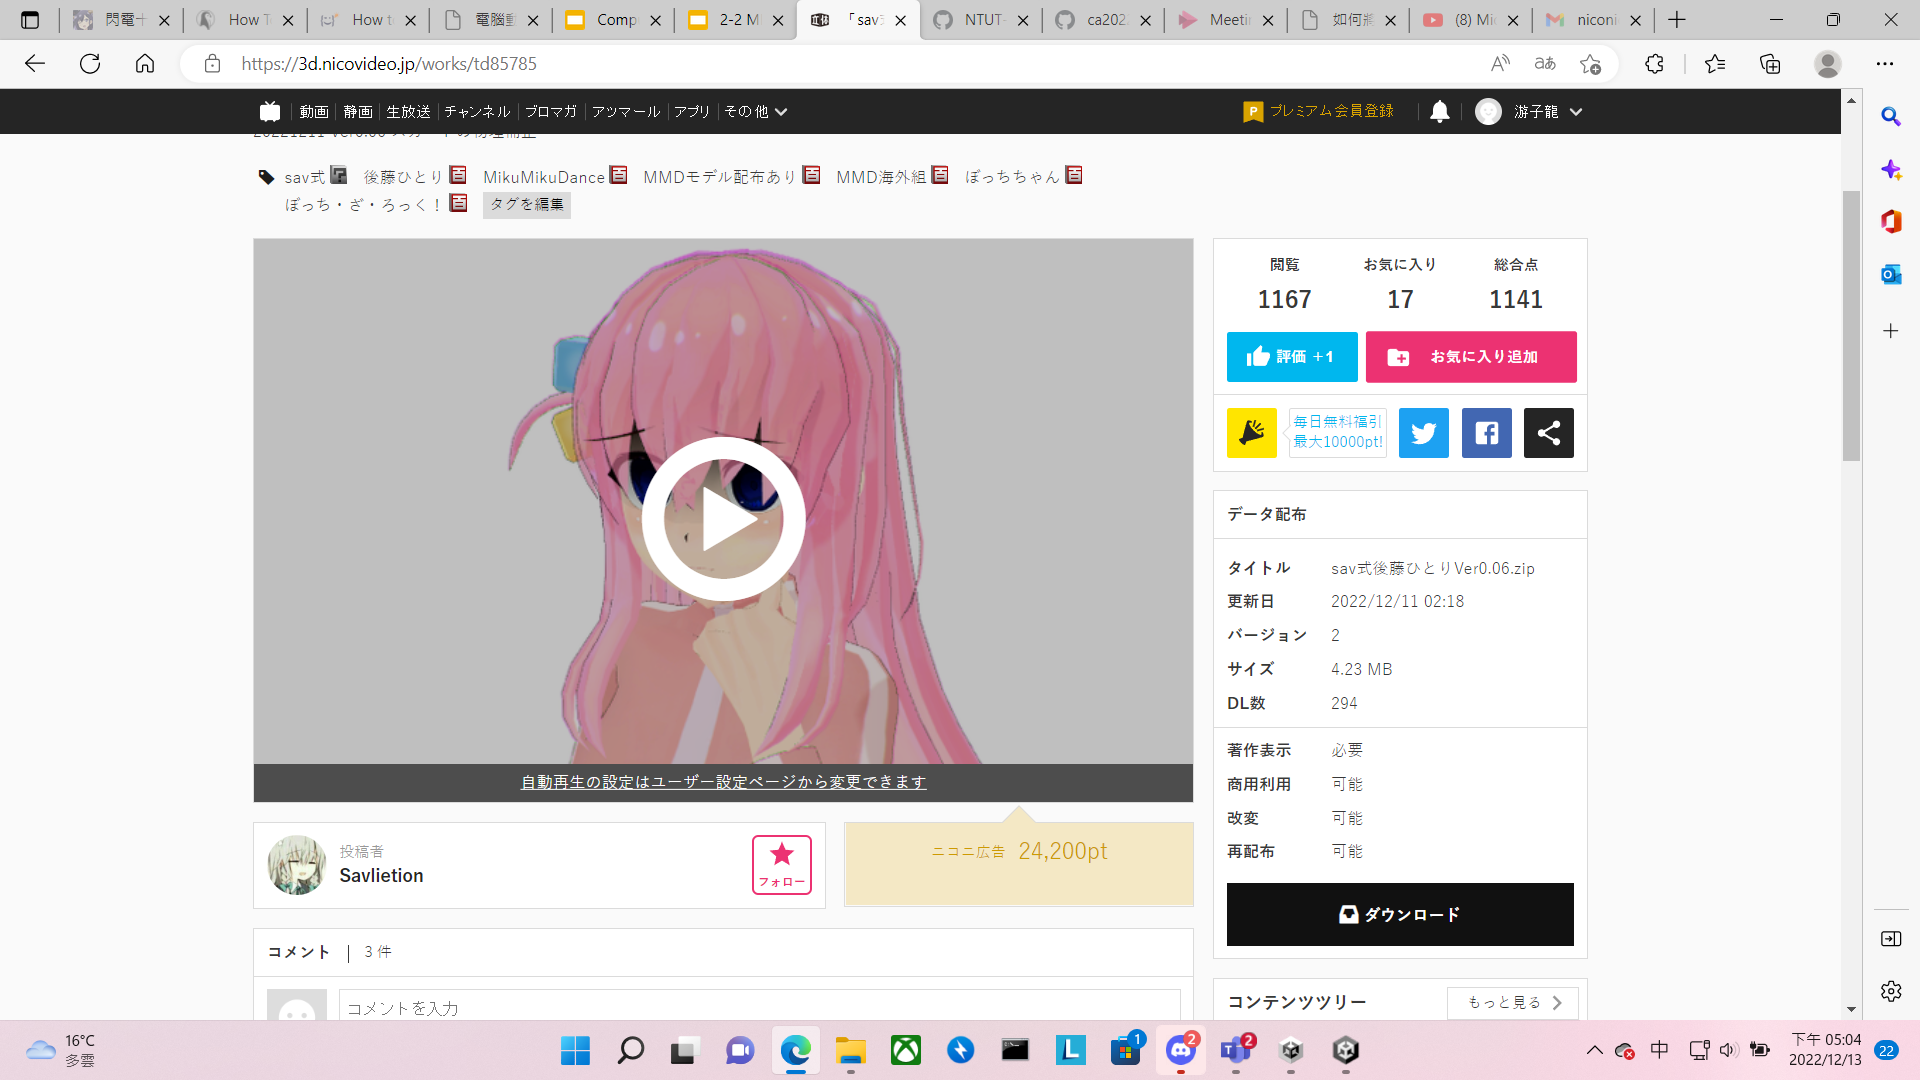 閃電十
How To
How to
電腦動
Comp
2-2 M
「sav式
NTUT-
ca202
Meetin
如何將
(8) Mi
niconi
https://3d.nicovideo.jp/works/td85785
動画 静画 生放送 チャンネル ブロマガ アツマール アプリ その他
プレミアム会員登録
游子龍
sav式 後藤ひとり MikuMikuDance MMDモデル配布あり MMD海外組 ぼっちちゃん
ぼっち・ざ・ろっく！ タグを編集
閲覧 お気に入り 総合点
1167 17 1141
評価 +1
お気に入り追加
毎日無料福引
最大10000pt!
データ配布
タイトル sav式後藤ひとりVer0.06.zip
更新日 2022/12/11 02:18
バージョン 2
サイズ 4.23 MB
DL数 294
著作表示 必要
商用利用 可能
改変 可能
再配布 可能
ダウンロード
自動再生の設定はユーザー設定ページから変更できます
投稿者
Savlietion
フォロー
ニコニ広告 24,200pt
コメント | 3 件
コメントを入力
コンテンツツリー
もっと見る
16°C
多雲
1
2
2
中
下午 05:04
2022/12/13
22